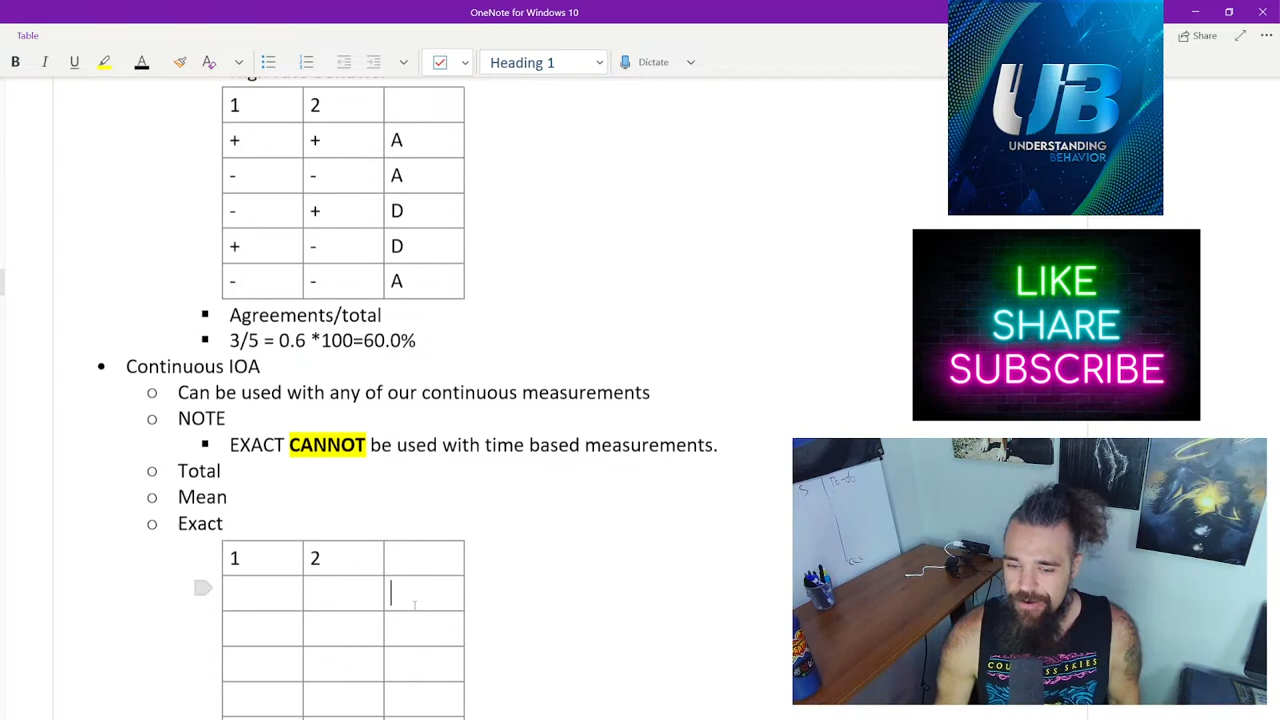 OneNote for Windows 10
Table
Share
B I U A A Heading 1 Dictate
1 2
+ + A
- - A
- + D
+ - D
- - A
Agreements/total
3/5 = 0.6 *100=60.0%
Continuous IOA
Can be used with any of our continuous measurements
NOTE
EXACT CANNOT be used with time based measurements.
Total
Mean
Exact
1 2
UB
UNDERSTANDING
BEHAVIOR
LIKE
SHARE
SUBSCRIBE